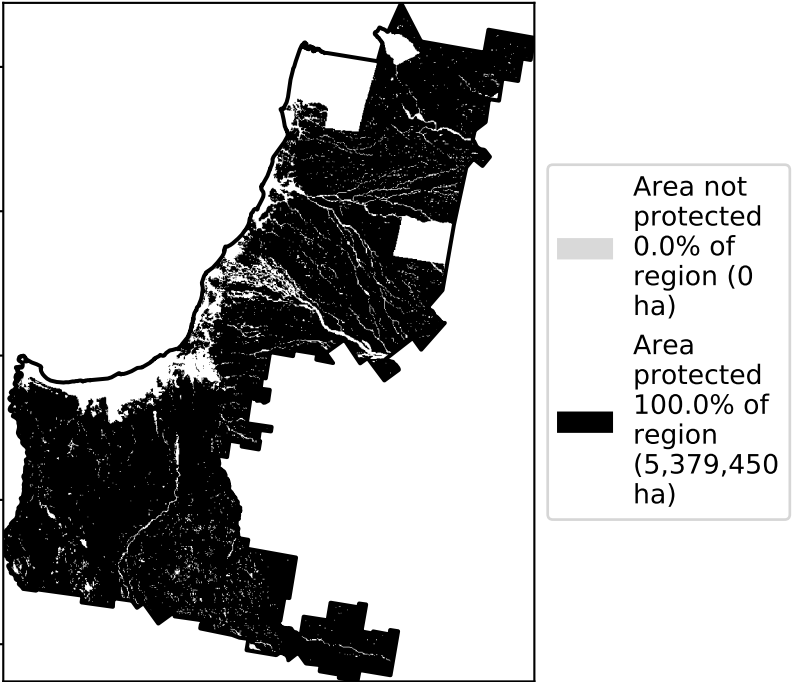 Area not
protected
0.0% of
region (0
ha)
Area
protected
100.0% of
region
(5,379,450
ha)